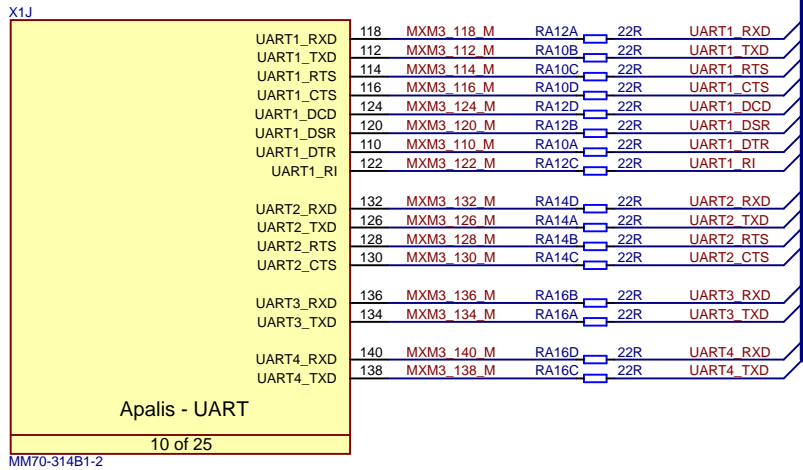 X1J
UART1_RXD 118 MXM3_118_M RA12A 22R UART1_RXD
UART1_TXD 112 MXM3_112_M RA10B 22R UART1_TXD
UART1_RTS 114 MXM3_114_M RA10C 22R UART1_RTS
UART1_CTS 116 MXM3_116_M RA10D 22R UART1_CTS
UART1_DCD 124 MXM3_124_M RA12D 22R UART1_DCD
UART1_DSR 120 MXM3_120_M RA12B 22R UART1_DSR
UART1_DTR 110 MXM3_110_M RA10A 22R UART1_DTR
UART1_RI 122 MXM3_122_M RA12C 22R UART1_RI
UART2_RXD 132 MXM3_132_M RA14D 22R UART2_RXD
UART2_TXD 126 MXM3_126_M RA14A 22R UART2_TXD
UART2_RTS 128 MXM3_128_M RA14B 22R UART2_RTS
UART2_CTS 130 MXM3_130_M RA14C 22R UART2_CTS
UART3_RXD 136 MXM3_136_M RA16B 22R UART3_RXD
UART3_TXD 134 MXM3_134_M RA16A 22R UART3_TXD
UART4_RXD 140 MXM3_140_M RA16D 22R UART4_RXD
UART4_TXD 138 MXM3_138_M RA16C 22R UART4_TXD
Apalis - UART
10 of 25
MM70-314B1-2